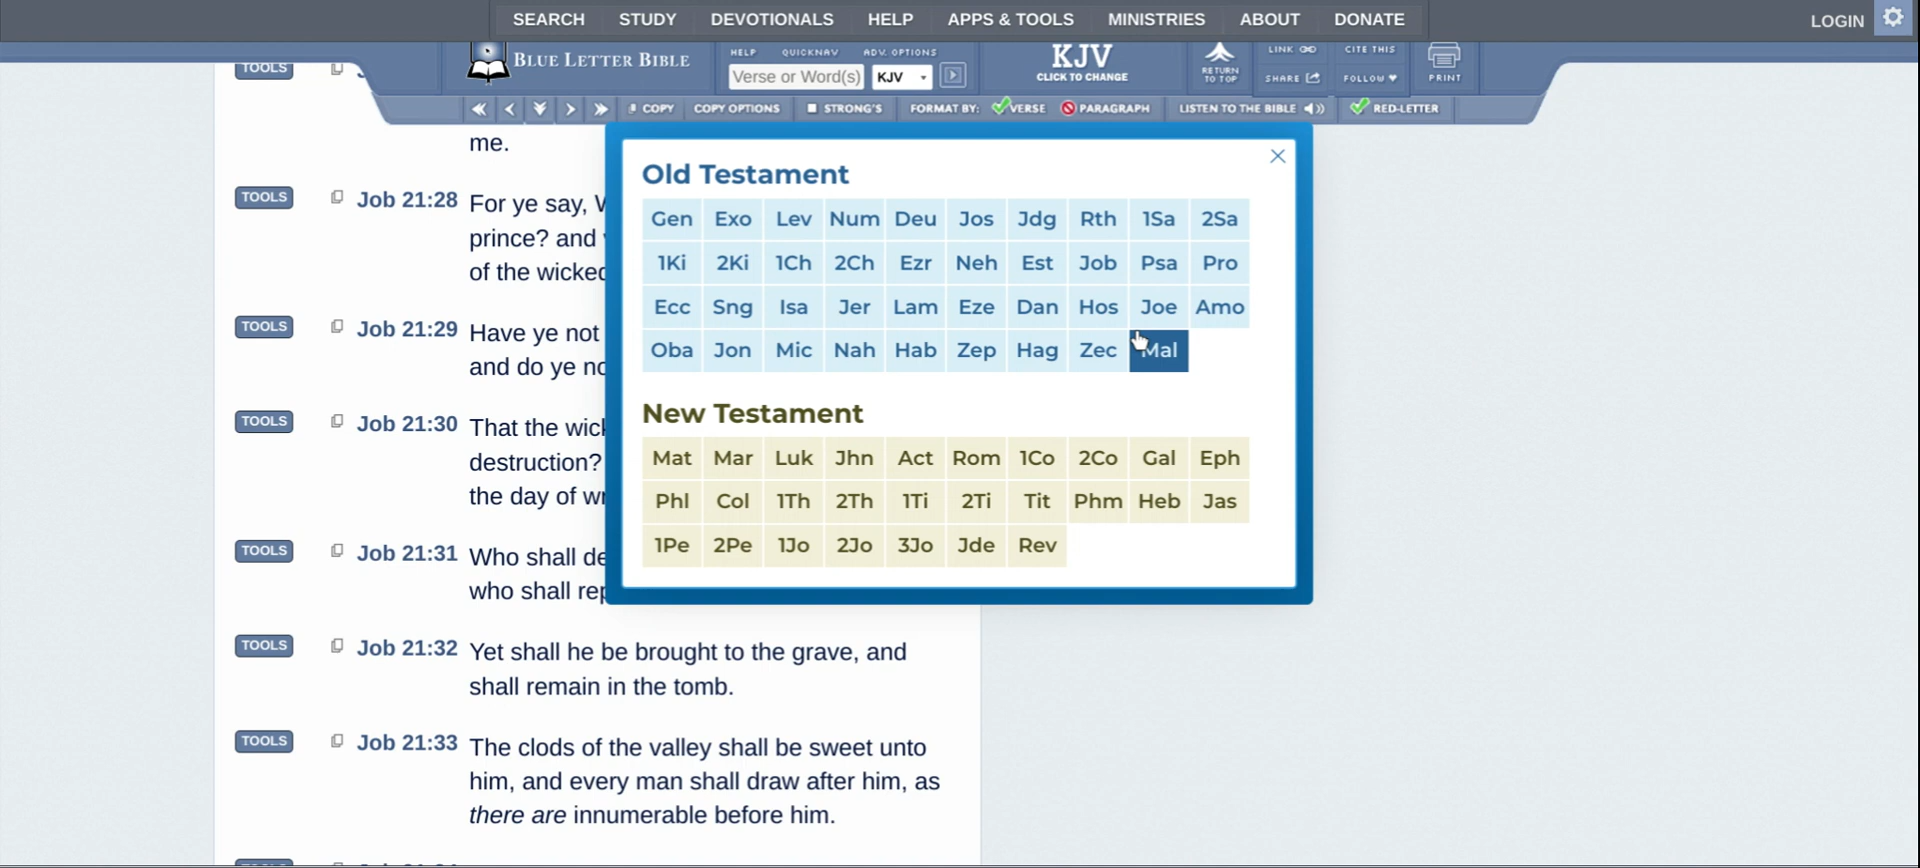 SEARCH STUDY DEVOTIONALS HELP APPS & TOOLS MINISTRIES ABOUT DONATE LOGIN
BLUE LETTER BIBLE
HELP QUICKNAV ADV. OPTIONS
Verse or Word(s) KJV
KJV
CLICK TO CHANGE
RETURN
TO TOP
LINK CITE THIS
SHARE FOLLOW
PRINT
COPY COPY OPTIONS STRONG'S FORMAT BY: VERSE PARAGRAPH LISTEN TO THE BIBLE RED-LETTER
TOOLS
me.
TOOLS Job 21:28 For ye say,
prince? and
of the wicked
TOOLS Job 21:29 Have ye not
and do ye no
TOOLS Job 21:30 That the wick
destruction?
the day of wr
TOOLS Job 21:31 Who shall de
who shall rep
TOOLS Job 21:32 Yet shall he be brought to the grave, and
shall remain in the tomb.
TOOLS Job 21:33 The clods of the valley shall be sweet unto
him, and every man shall draw after him, as
there are innumerable before him.
Old Testament
Gen Exo Lev Num Deu Jos Jdg Rth 1Sa 2Sa
1Ki 2Ki 1Ch 2Ch Ezr Neh Est Job Psa Pro
Ecc Sng Isa Jer Lam Eze Dan Hos Joe Amo
Oba Jon Mic Nah Hab Zep Hag Zec Mal
New Testament
Mat Mar Luk Jhn Act Rom 1Co 2Co Gal Eph
Phl Col 1Th 2Th 1Ti 2Ti Tit Phm Heb Jas
1Pe 2Pe 1Jo 2Jo 3Jo Jde Rev